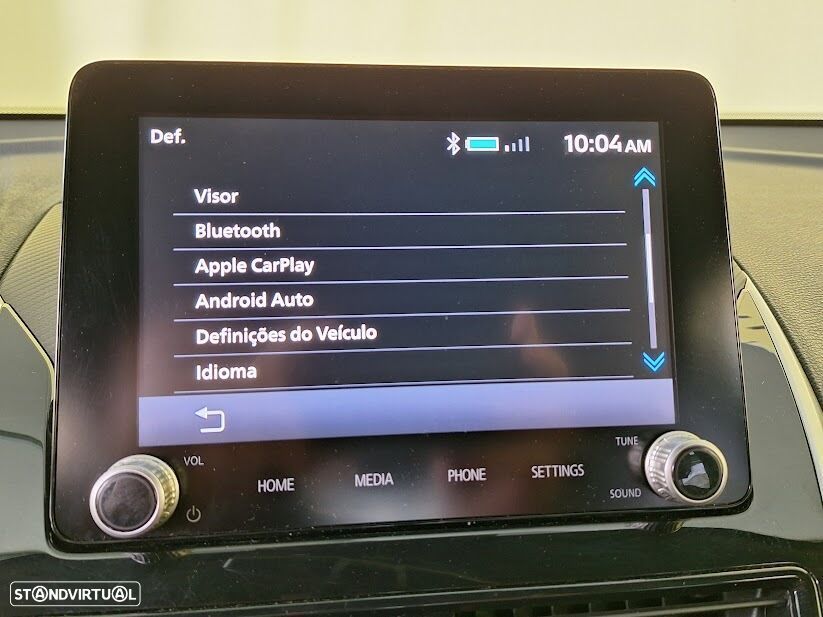 Def.
10:04 AM
Visor
Bluetooth
Apple CarPlay
Android Auto
Definições do Veículo
Idioma
VOL
HOME
MEDIA
PHONE
SETTINGS
TUNE
SOUND
STANDVIRTUAL